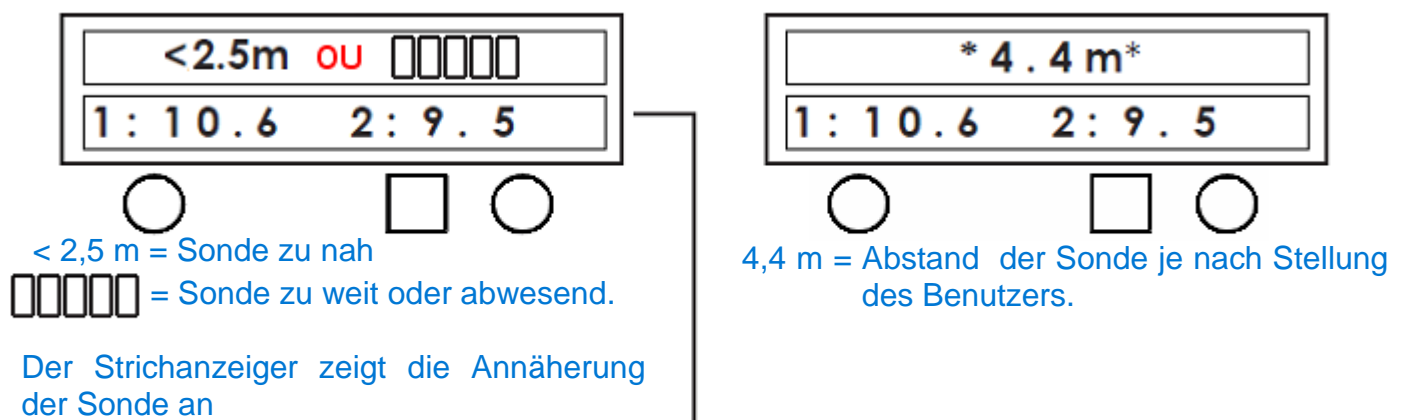 <2.5m ou ▯▯▯▯▯
1: 10.6 2: 9.5
< 2,5 m = Sonde zu nah
▯▯▯▯▯ = Sonde zu weit oder abwesend.
Der Strichanzeiger zeigt die Annäherung
der Sonde an
*4.4m*
1: 10.6 2: 9.5
4,4 m = Abstand der Sonde je nach Stellung
des Benutzers.